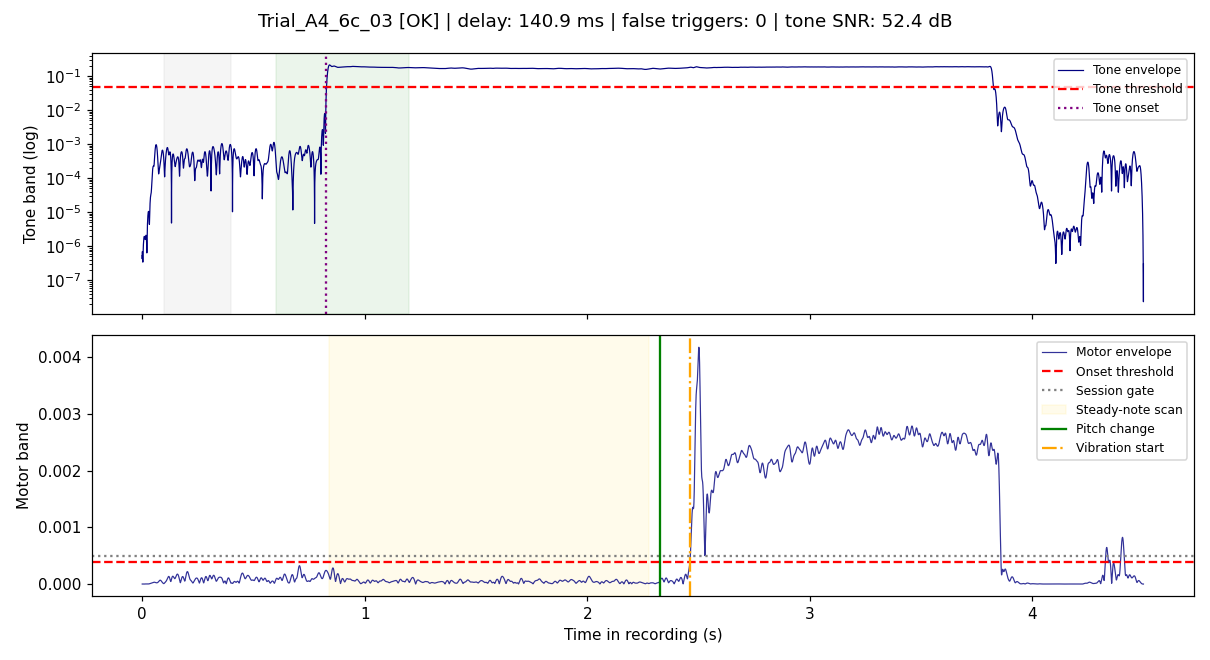 Trial_A4_6c_03 [OK] | delay: 140.9 ms | false triggers: 0 | tone SNR: 52.4 dB
Tone band (log)
10⁻¹
10⁻²
10⁻³
10⁻⁴
10⁻⁵
10⁻⁶
10⁻⁷
Tone envelope
Tone threshold
Tone onset
Motor band
0.004
0.003
0.002
0.001
0.000
Motor envelope
Onset threshold
Session gate
Steady-note scan
Pitch change
Vibration start
0 1 2 3 4
Time in recording (s)